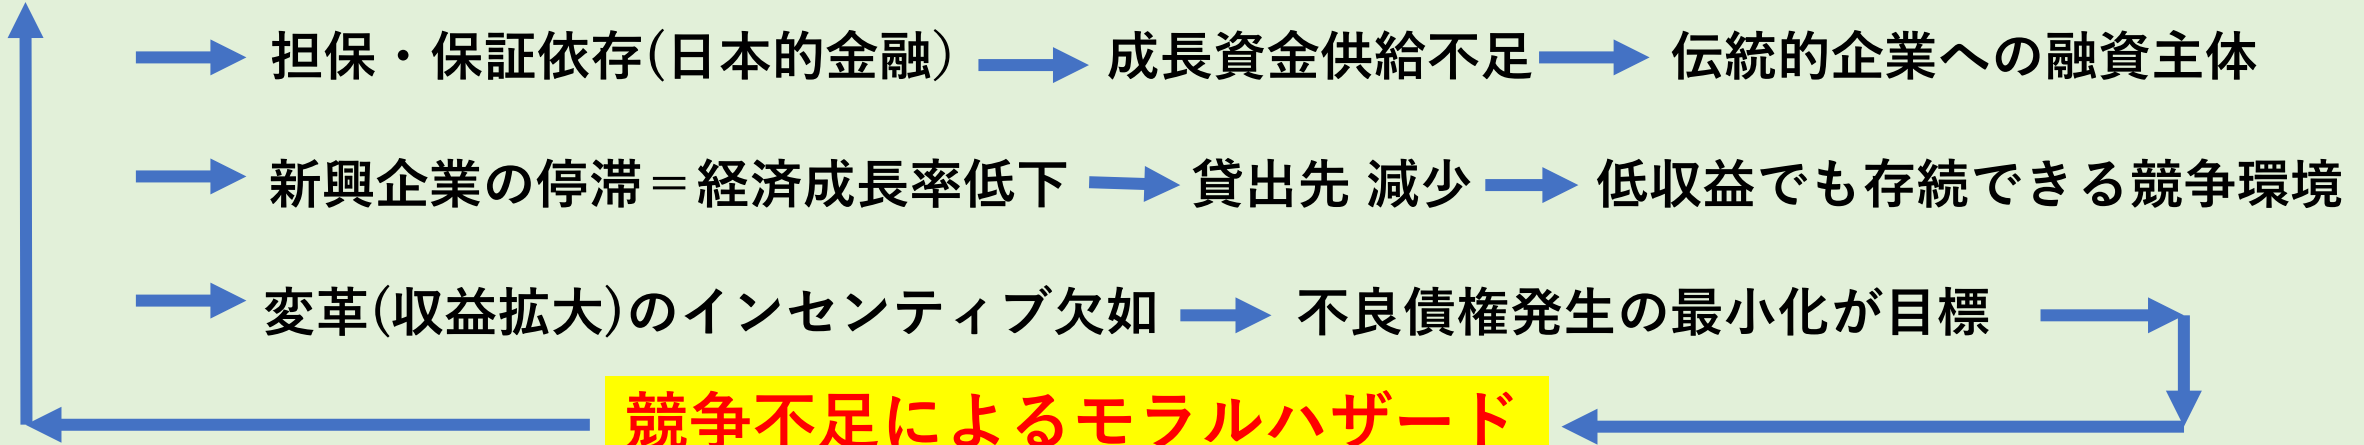 担保・保証依存(日本的金融) 成長資金供給不足 伝統的企業への融資主体
新興企業の停滞=経済成長率低下 貸出先 減少 低収益でも存続できる競争環境
変革(収益拡大)のインセンティブ欠如 不良債権発生の最小化が目標
競争不足によるモラルハザード